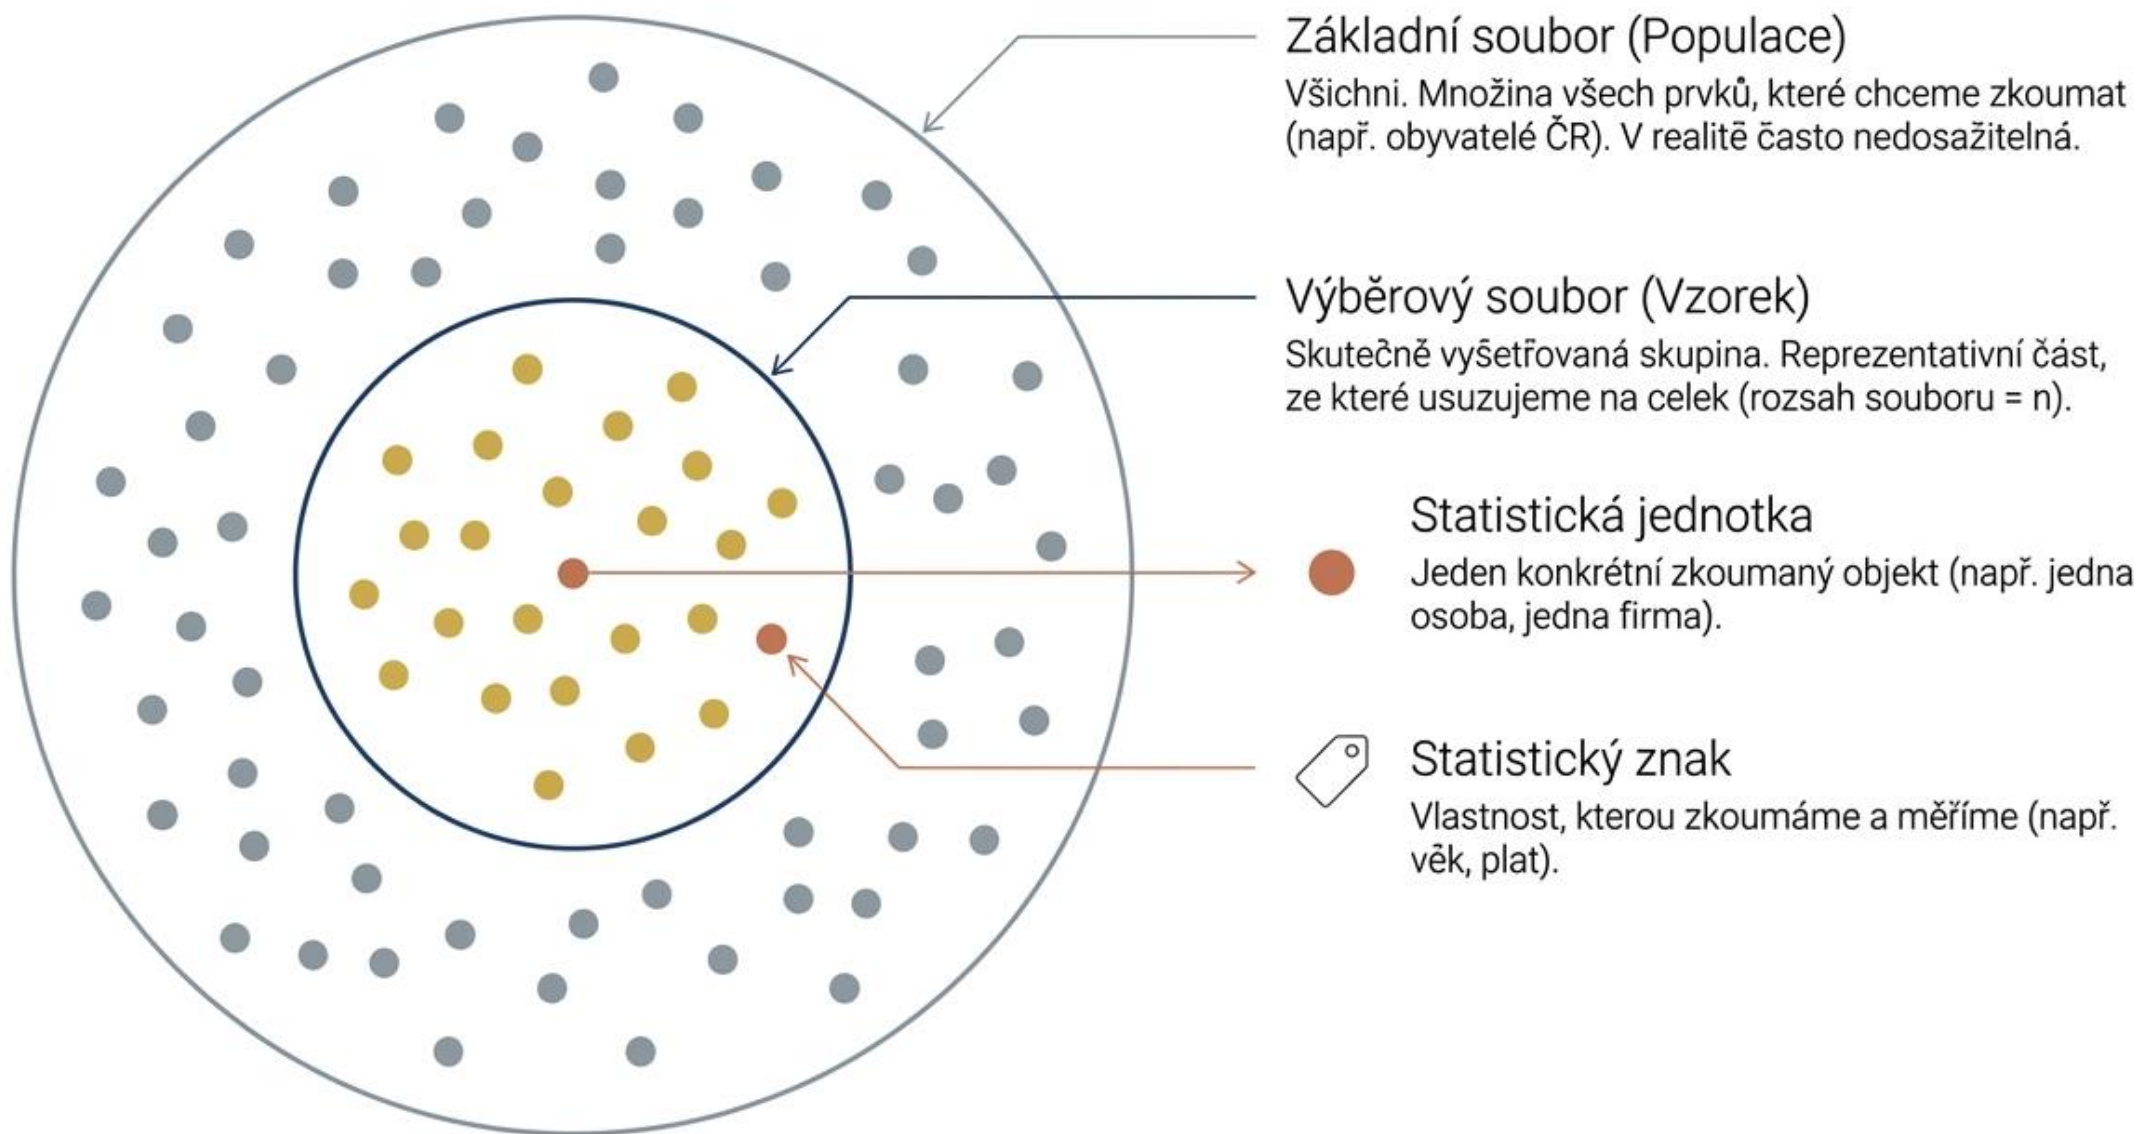 Základní soubor (Populace)
Všichni. Množina všech prvků, které chceme zkoumat
(např. obyvatelé ČR). V realitě často nedosažitelná.
Výběrový soubor (Vzorek)
Skutečně vyšetřovaná skupina. Reprezentativní část,
ze které usuzujeme na celek (rozsah souboru = n).
Statistická jednotka
Jeden konkrétní zkoumaný objekt (např. jedna
osoba, jedna firma).
Statistický znak
Vlastnost, kterou zkoumáme a měříme (např.
věk, plat).